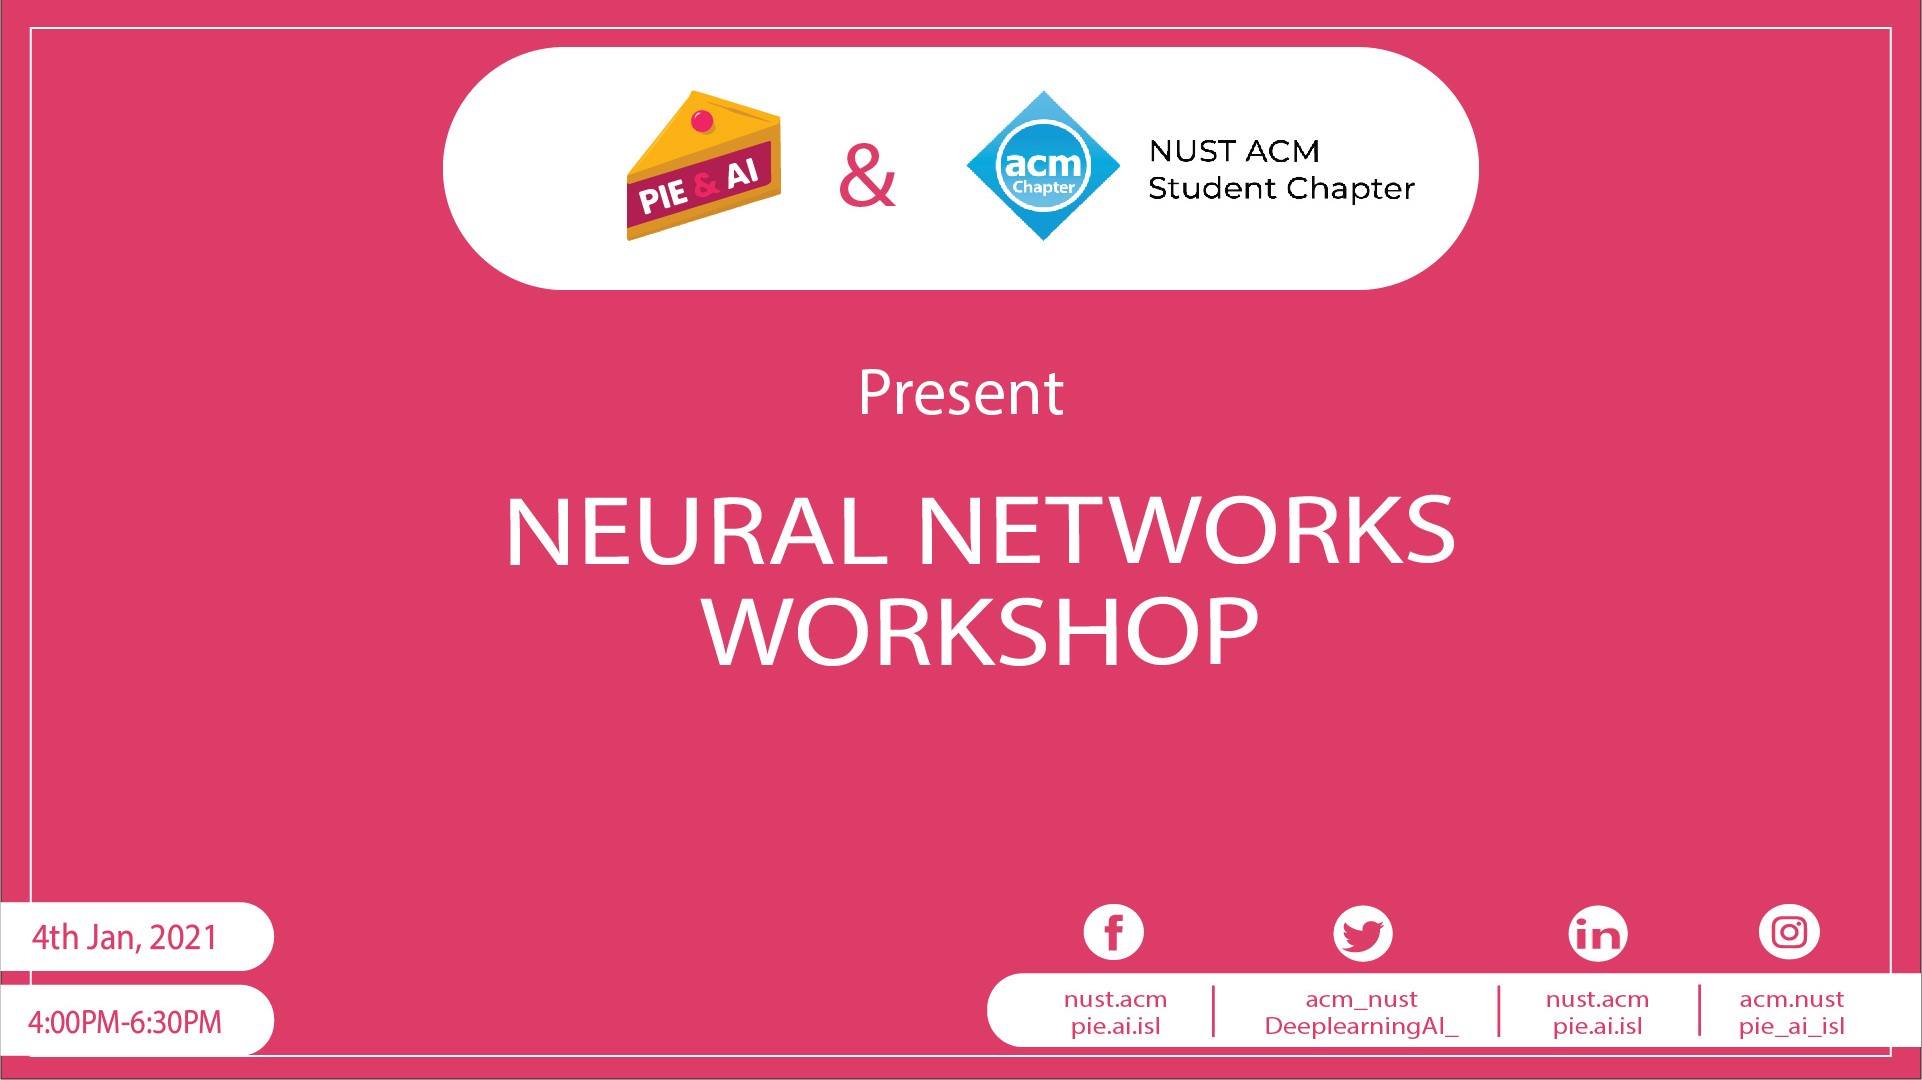 PIE & AI
&
acm
Chapter
NUST ACM
Student Chapter
Present
NEURAL NETWORKS
WORKSHOP
4th Jan, 2021
4:00PM-6:30PM
nust.acm
pie.ai.isl
acm_nust
DeeplearningAI_
nust.acm
pie.ai.isl
acm.nust
pie_ai_isl